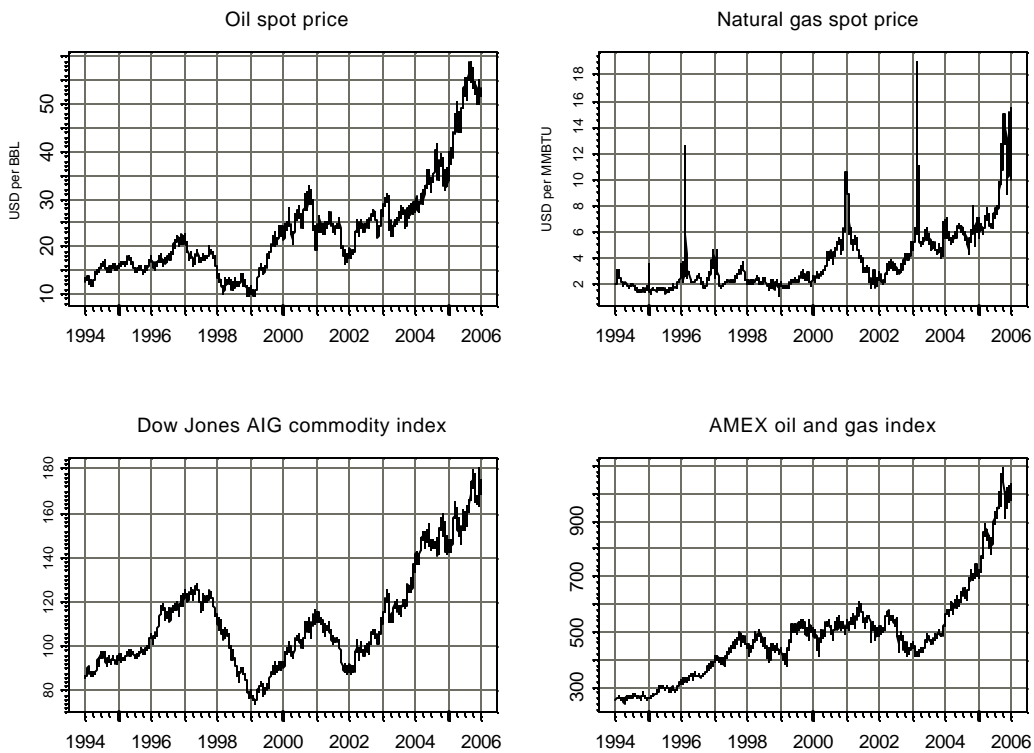 Oil spot price
USD per BBL
50
40
30
20
10
1994 1996 1998 2000 2002 2004 2006
Natural gas spot price
USD per MMBTU
18
16
14
12
10
8
6
4
2
1994 1996 1998 2000 2002 2004 2006
Dow Jones AIG commodity index
180
160
140
120
100
80
1994 1996 1998 2000 2002 2004 2006
AMEX oil and gas index
900
700
500
300
1994 1996 1998 2000 2002 2004 2006